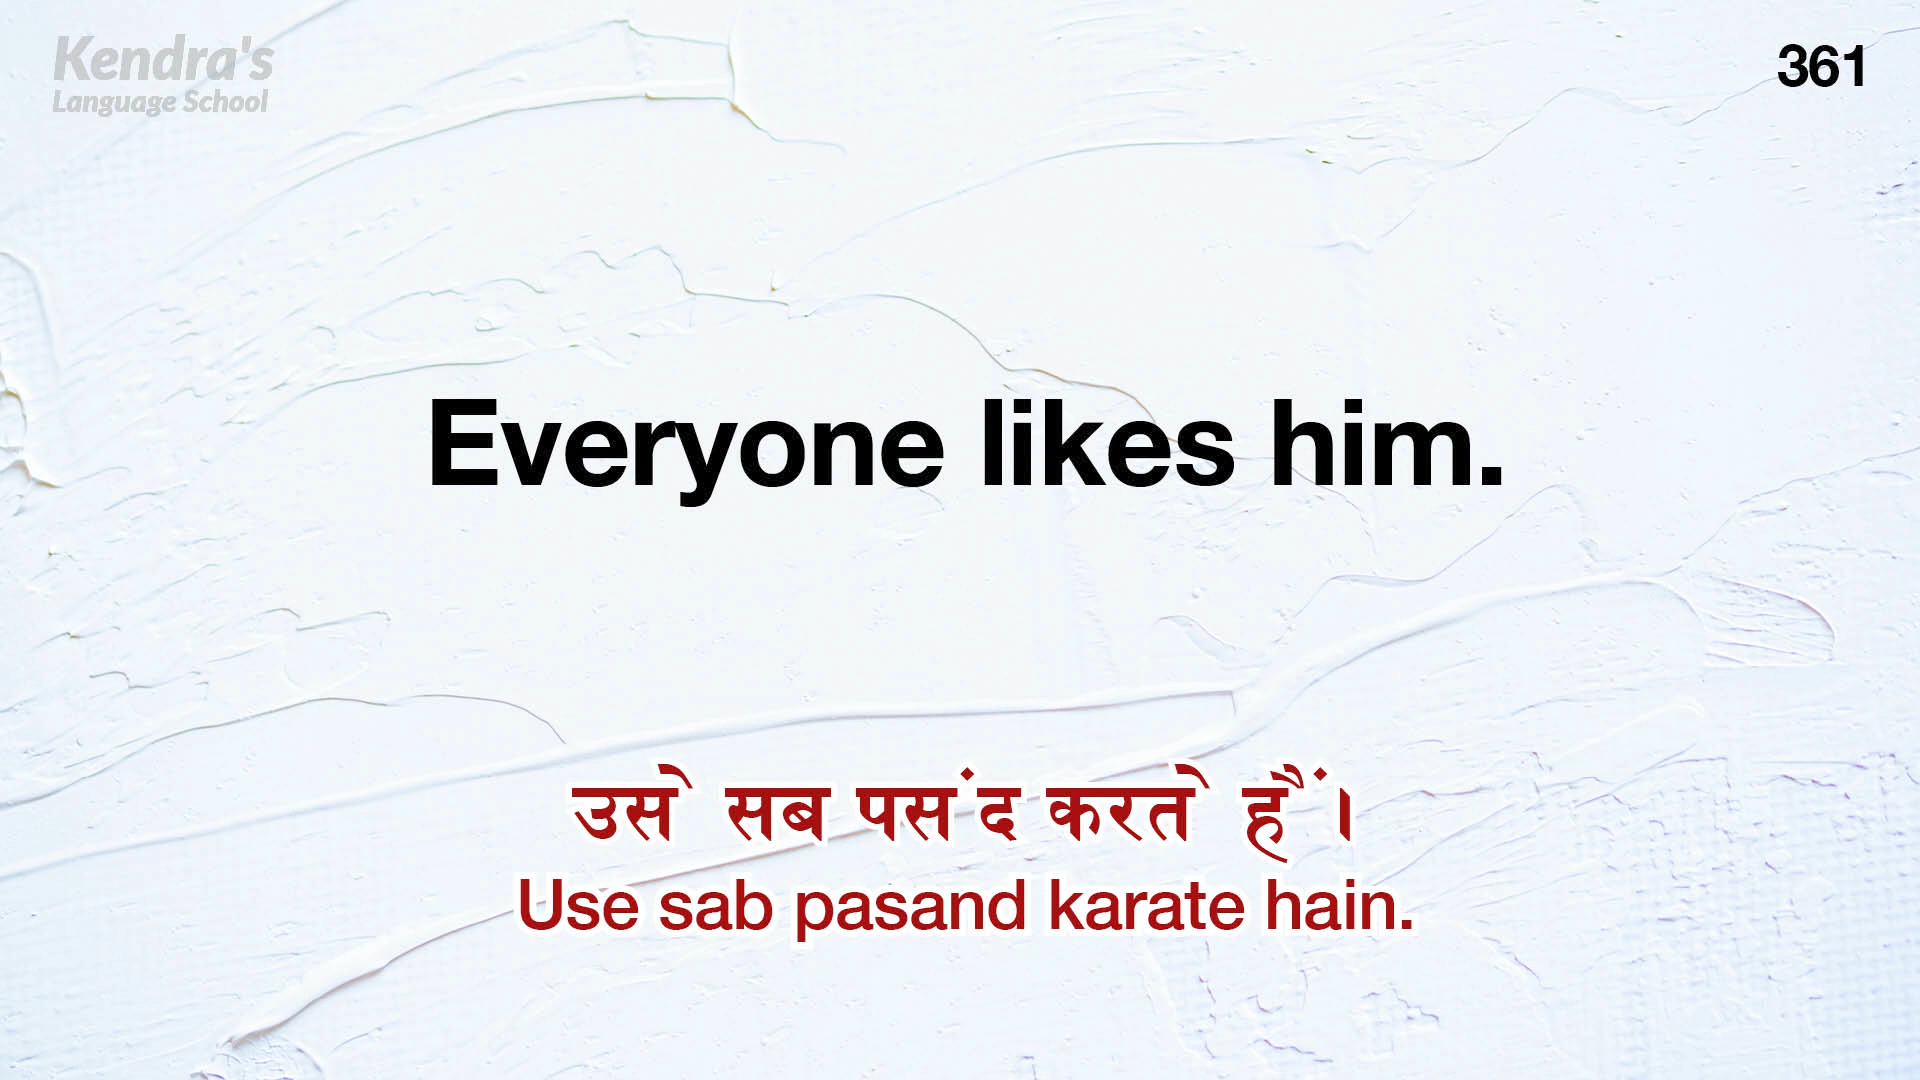 Kendra's
Language School
361
Everyone likes him.
उसे सब पसंद करते हैं।
Use sab pasand karate hain.